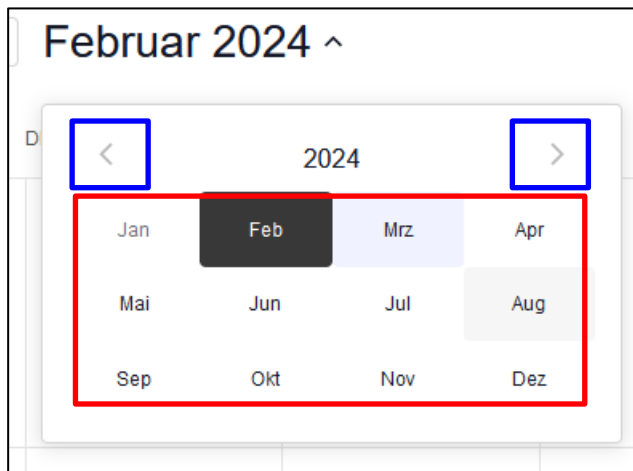 Februar 2024
2024
Jan Feb Mrz Apr
Mai Jun Jul Aug
Sep Okt Nov Dez